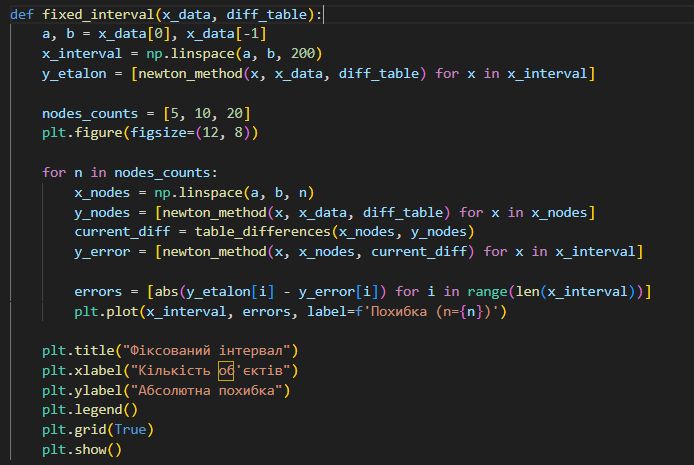 def fixed_interval(x_data, diff_table):
    a, b = x_data[0], x_data[-1]
    x_interval = np.linspace(a, b, 200)
    y_etalon = [newton_method(x, x_data, diff_table) for x in x_interval]

    nodes_counts = [5, 10, 20]
    plt.figure(figsize=(12, 8))

    for n in nodes_counts:
        x_nodes = np.linspace(a, b, n)
        y_nodes = [newton_method(x, x_data, diff_table) for x in x_nodes]
        current_diff = table_differences(x_nodes, y_nodes)
        y_error = [newton_method(x, x_nodes, current_diff) for x in x_interval]

        errors = [abs(y_etalon[i] - y_error[i]) for i in range(len(x_interval))]
        plt.plot(x_interval, errors, label=f'Похибка (n={n})')

    plt.title("Фіксований інтервал")
    plt.xlabel("Кількість об'єктів")
    plt.ylabel("Абсолютна похибка")
    plt.legend()
    plt.grid(True)
    plt.show()